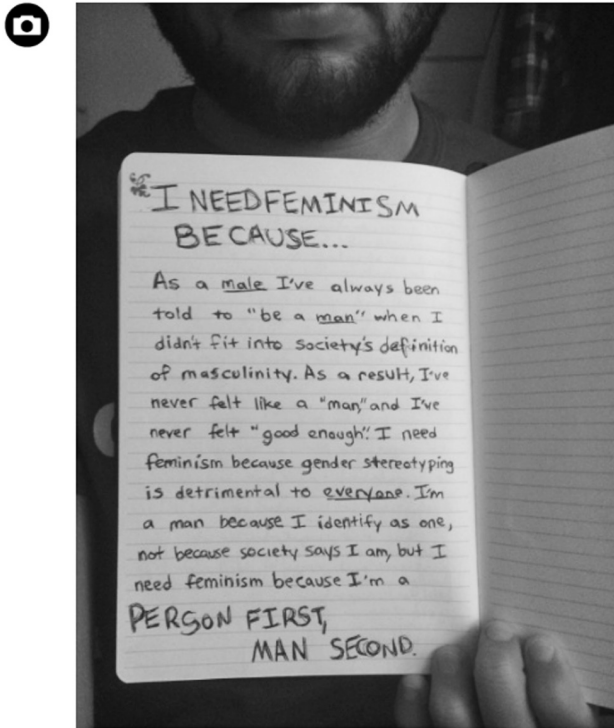 I NEED FEMINISM
BECAUSE...
As a male I've always been
told to "be a man" when I
didn't fit into society's definition
of masculinity. As a result, I've
never felt like a "man," and I've
never felt "good enough". I need
feminism because gender stereotyping
is detrimental to everyone. I'm
a man because I identify as one,
not because society says I am, but I
need feminism because I'm a
PERSON FIRST,
MAN SECOND.